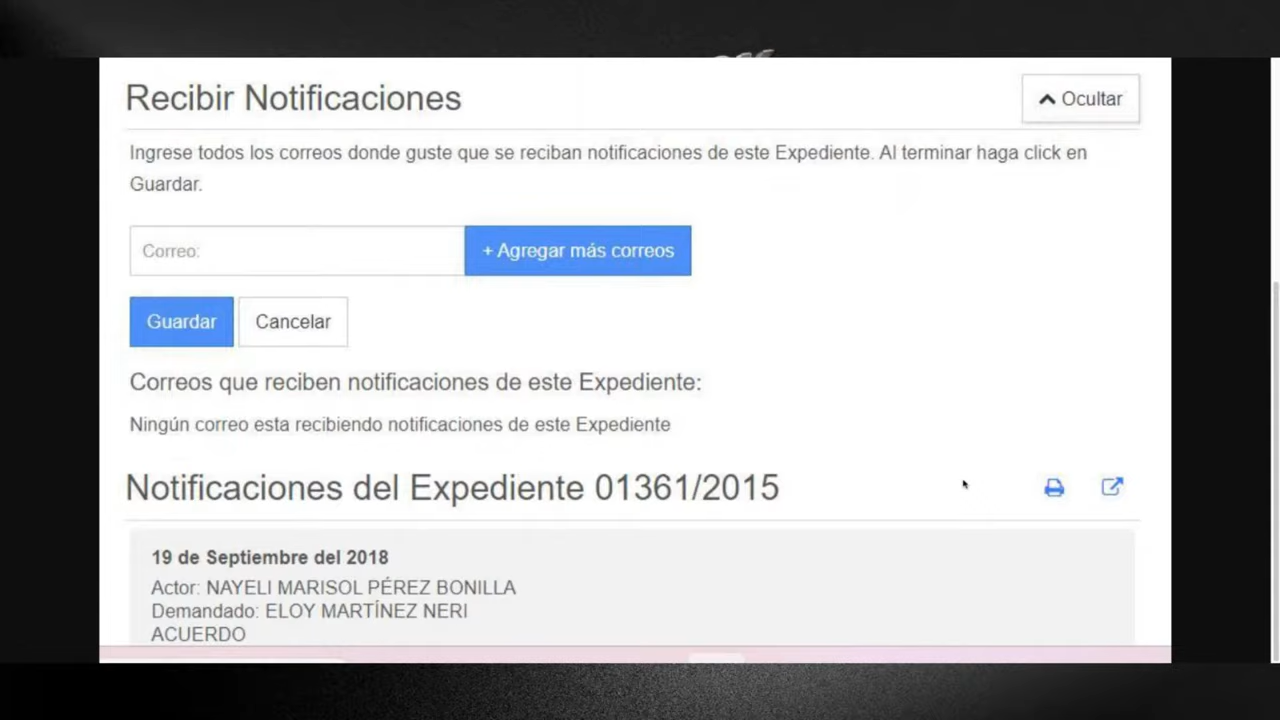 Recibir Notificaciones
Ocultar
Ingrese todos los correos donde guste que se reciban notificaciones de este Expediente. Al terminar haga click en
Guardar.
Correo:
+ Agregar más correos
Guardar
Cancelar
Correos que reciben notificaciones de este Expediente:
Ningún correo esta recibiendo notificaciones de este Expediente
Notificaciones del Expediente 01361/2015
19 de Septiembre del 2018
Actor: NAYELI MARISOL PÉREZ BONILLA
Demandado: ELOY MARTÍNEZ NERI
ACUERDO